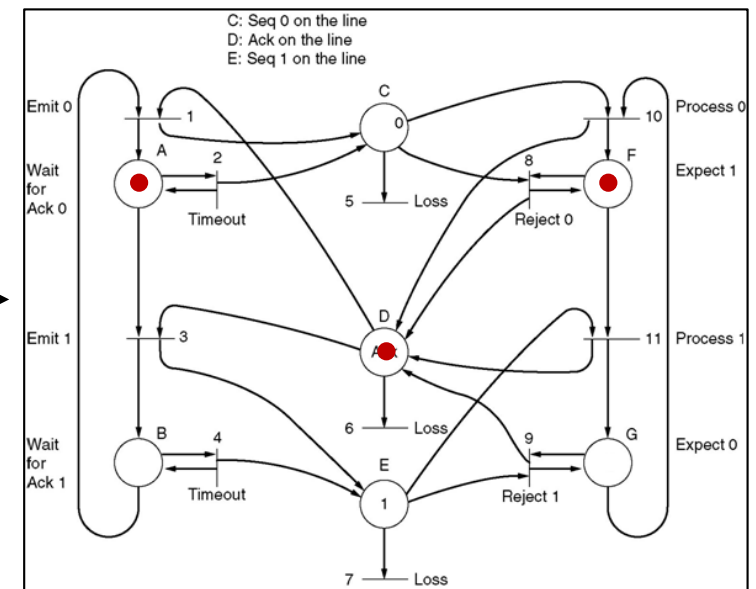 C: Seq 0 on the line
D: Ack on the line
E: Seq 1 on the line
C
Emit 0
1
0
10
Process 0
A
2
8
F
Wait
for
Ack 0
Expect 1
Timeout
5
Loss
Reject 0
D
Emit 1
3
11
Process 1
6
Loss
B
4
E
9
G
Wait
for
Ack 1
Expect 0
Timeout
1
Reject 1
7
Loss